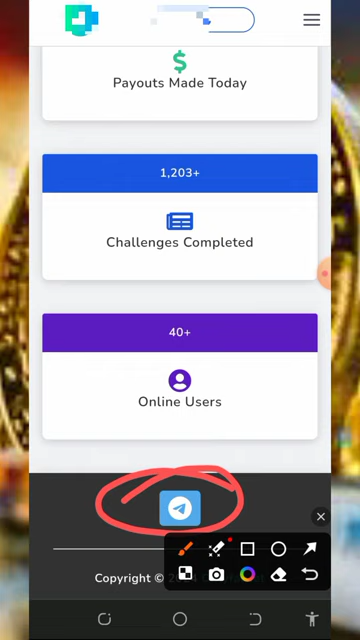 Payouts Made Today
1,203+
Challenges Completed
40+
Online Users
Copyright ©